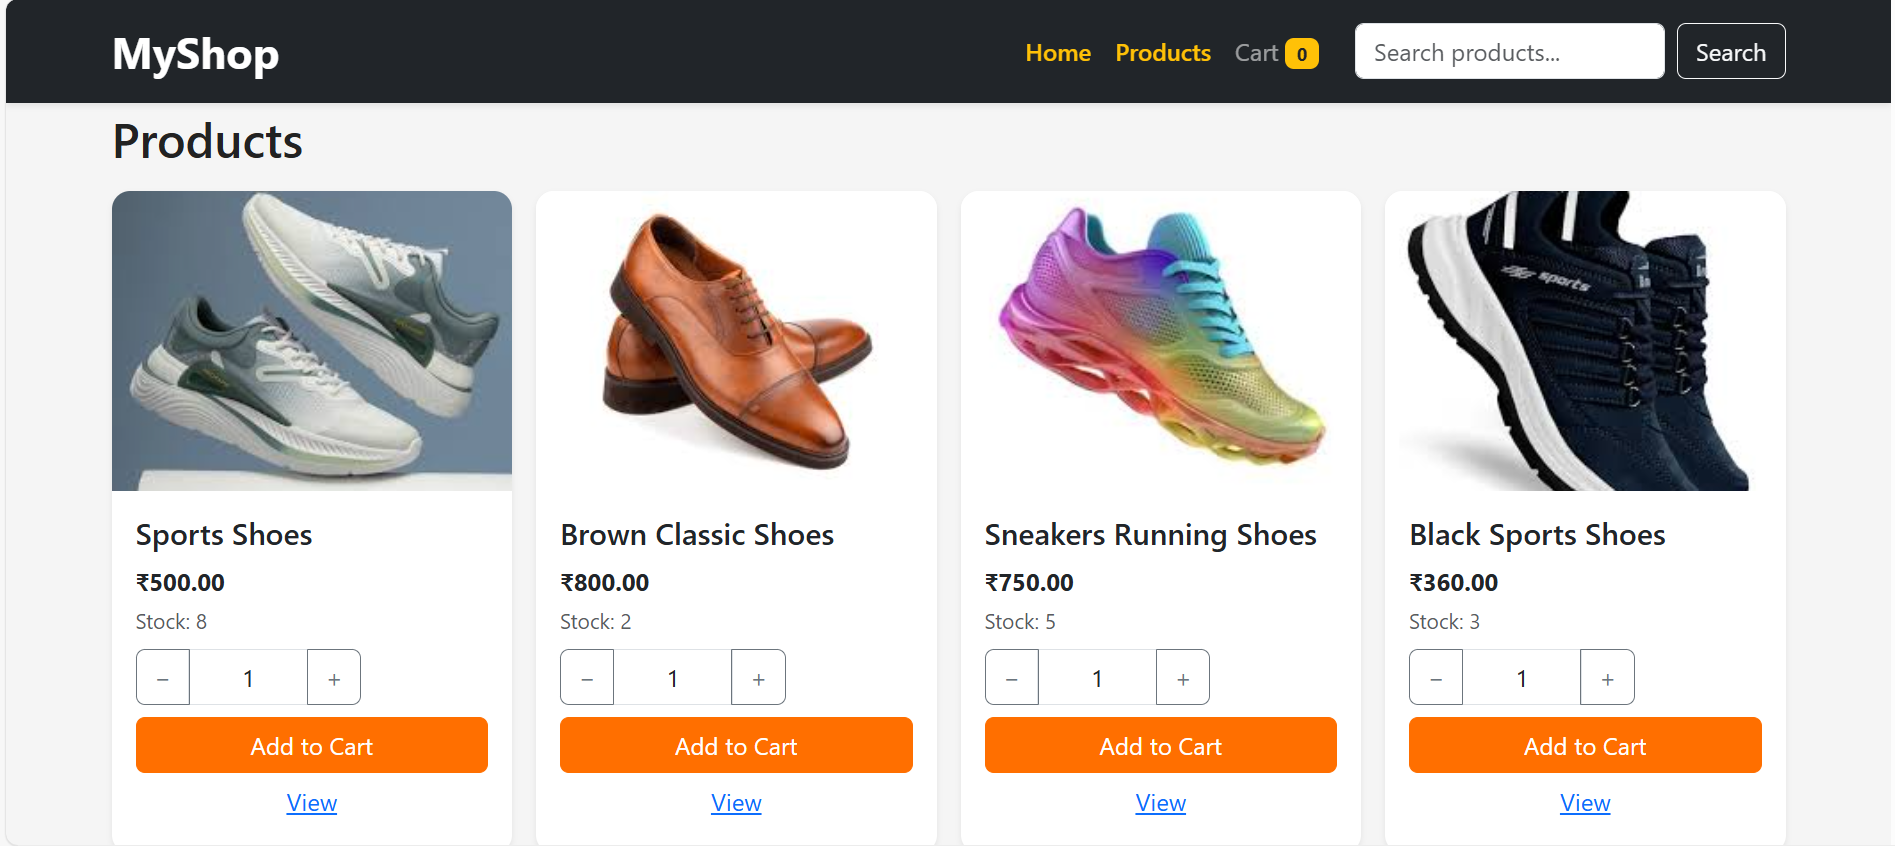 MyShop
Home Products Cart 0 Search products... Search
Products
sports
Sports Shoes
₹500.00
Stock: 8
− 1 +
Add to Cart
View
Brown Classic Shoes
₹800.00
Stock: 2
− 1 +
Add to Cart
View
Sneakers Running Shoes
₹750.00
Stock: 5
− 1 +
Add to Cart
View
Black Sports Shoes
₹360.00
Stock: 3
− 1 +
Add to Cart
View